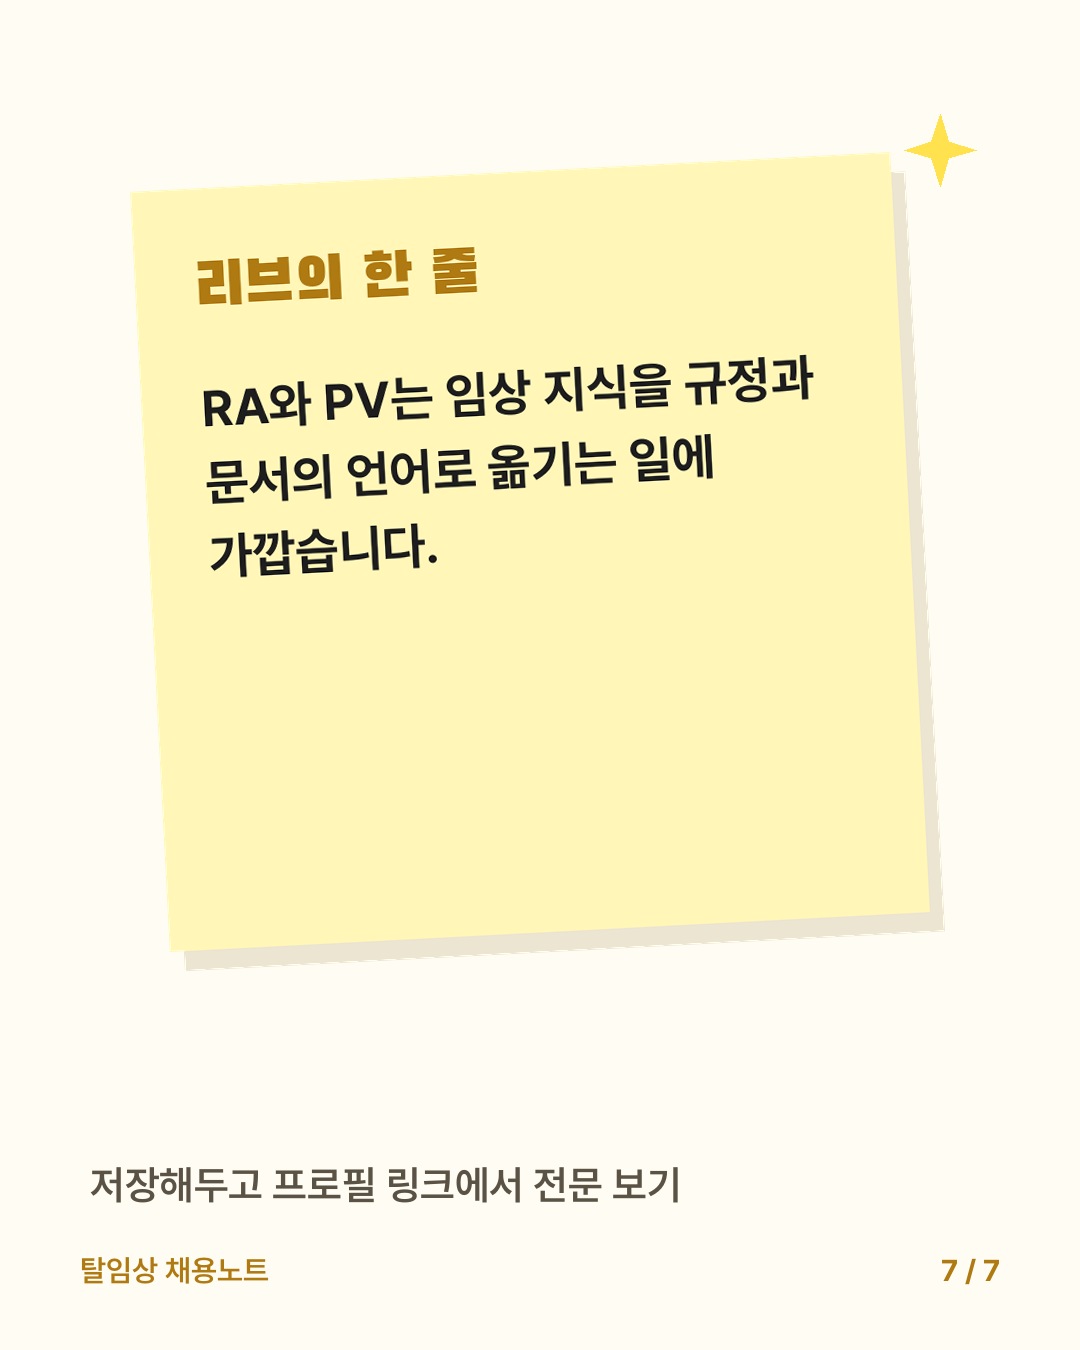 리브의 한 줄
RA와 PV는 임상 지식을 규정과
문서의 언어로 옮기는 일에
가깝습니다.
저장해두고 프로필 링크에서 전문 보기
탈임상 채용노트
7 / 7